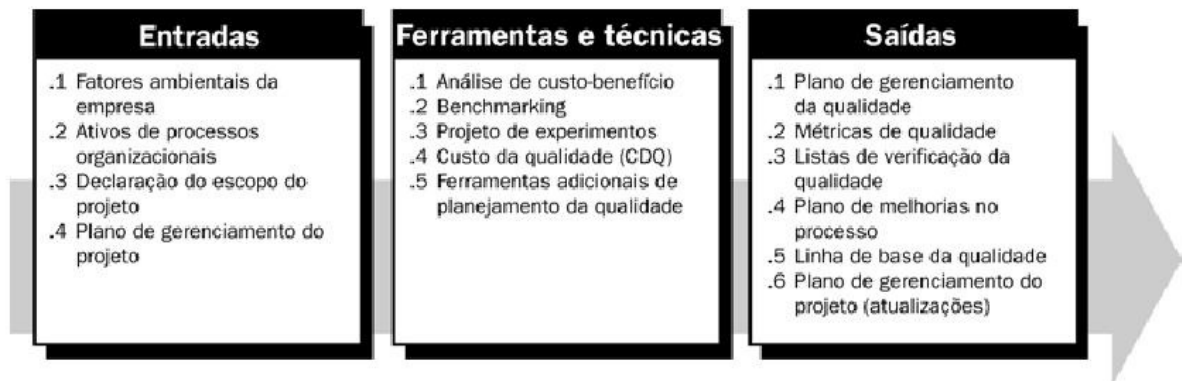 Entradas
.1 Fatores ambientais da
empresa
.2 Ativos de processos
organizacionais
.3 Declaração do escopo do
projeto
.4 Plano de gerenciamento do
projeto
Ferramentas e técnicas
.1 Análise de custo-benefício
.2 Benchmarking
.3 Projeto de experimentos
.4 Custo da qualidade (CDQ)
.5 Ferramentas adicionais de
planejamento da qualidade
Saídas
.1 Plano de gerenciamento
da qualidade
.2 Métricas de qualidade
.3 Listas de verificação da
qualidade
.4 Plano de melhorias no
processo
.5 Linha de base da qualidade
.6 Plano de gerenciamento do
projeto (atualizações)